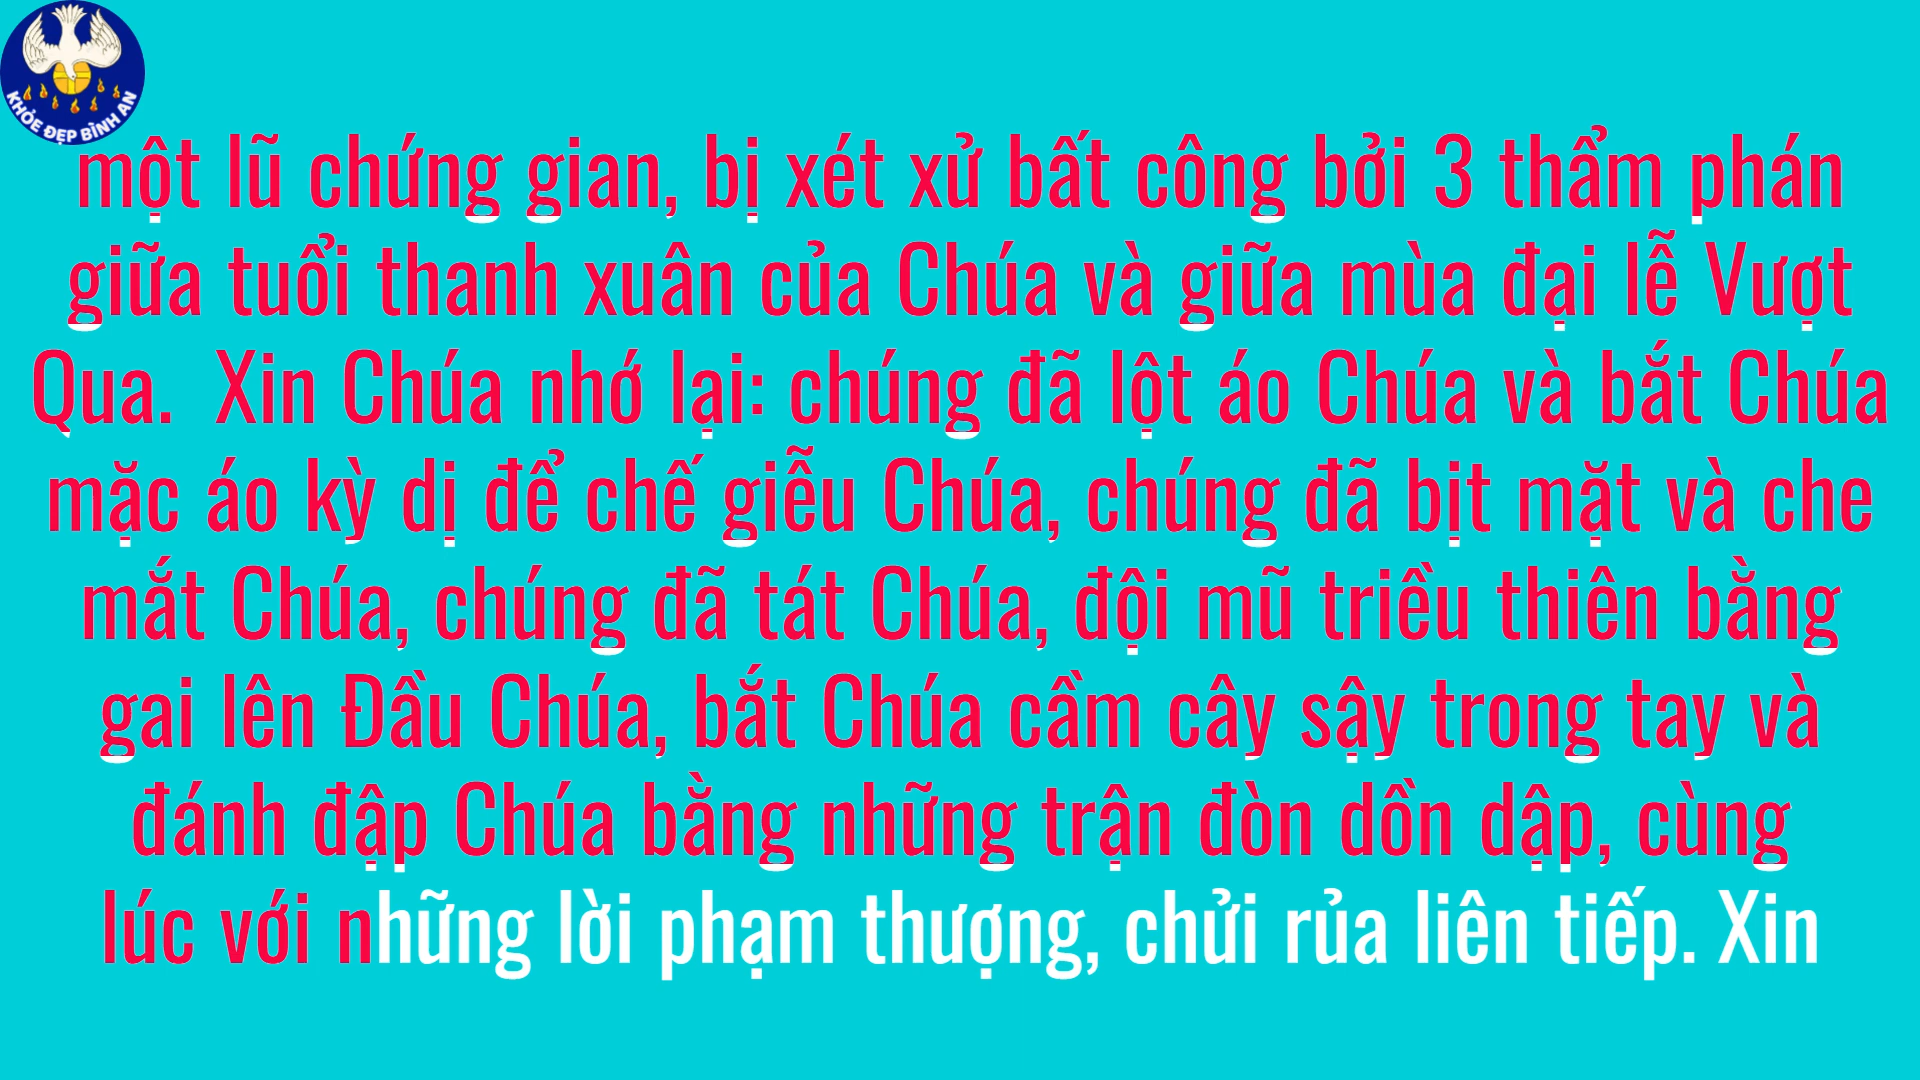 KHỎE ĐẸP BÌNH AN
một lũ chứng gian, bị xét xử bất công bởi 3 thẩm phán
giữa tuổi thanh xuân của Chúa và giữa mùa đại lễ Vượt
Qua.  Xin Chúa nhớ lại: chúng đã lột áo Chúa và bắt Chúa
mặc áo kỳ dị để chế giễu Chúa, chúng đã bịt mặt và che
mắt Chúa, chúng đã tát Chúa, đội mũ triều thiên bằng
gai lên Đầu Chúa, bắt Chúa cầm cây sậy trong tay và
đánh đập Chúa bằng những trận đòn dồn dập, cùng
lúc với những lời phạm thượng, chửi rủa liên tiếp. Xin